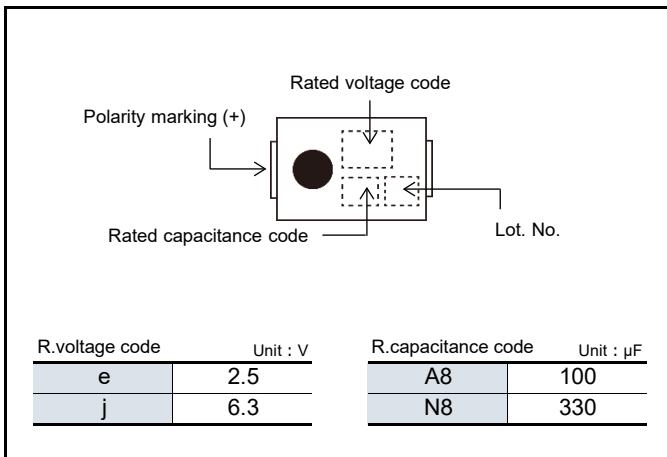 Rated voltage code
Polarity marking (+)
Rated capacitance code
Lot. No.
R.voltage code Unit : V
e 2.5
j 6.3
R.capacitance code Unit : μF
A8 100
N8 330